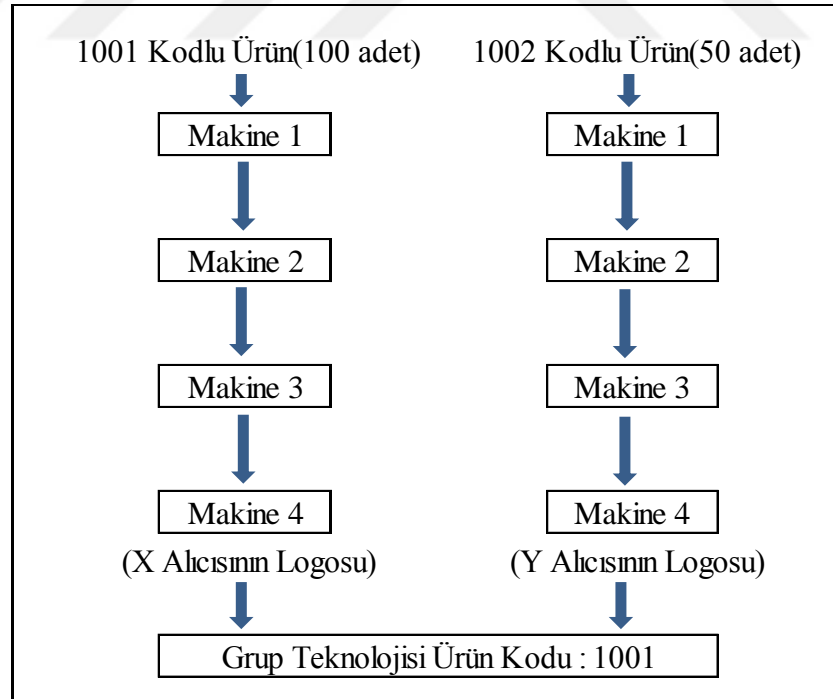 1001 Kodlu Ürün(100 adet)
1002 Kodlu Ürün(50 adet)
Makine 1
Makine 1
Makine 2
Makine 2
Makine 3
Makine 3
Makine 4
Makine 4
(X Alıcısının Logosu)
(Y Alıcısının Logosu)
Grup Teknolojisi Ürün Kodu : 1001